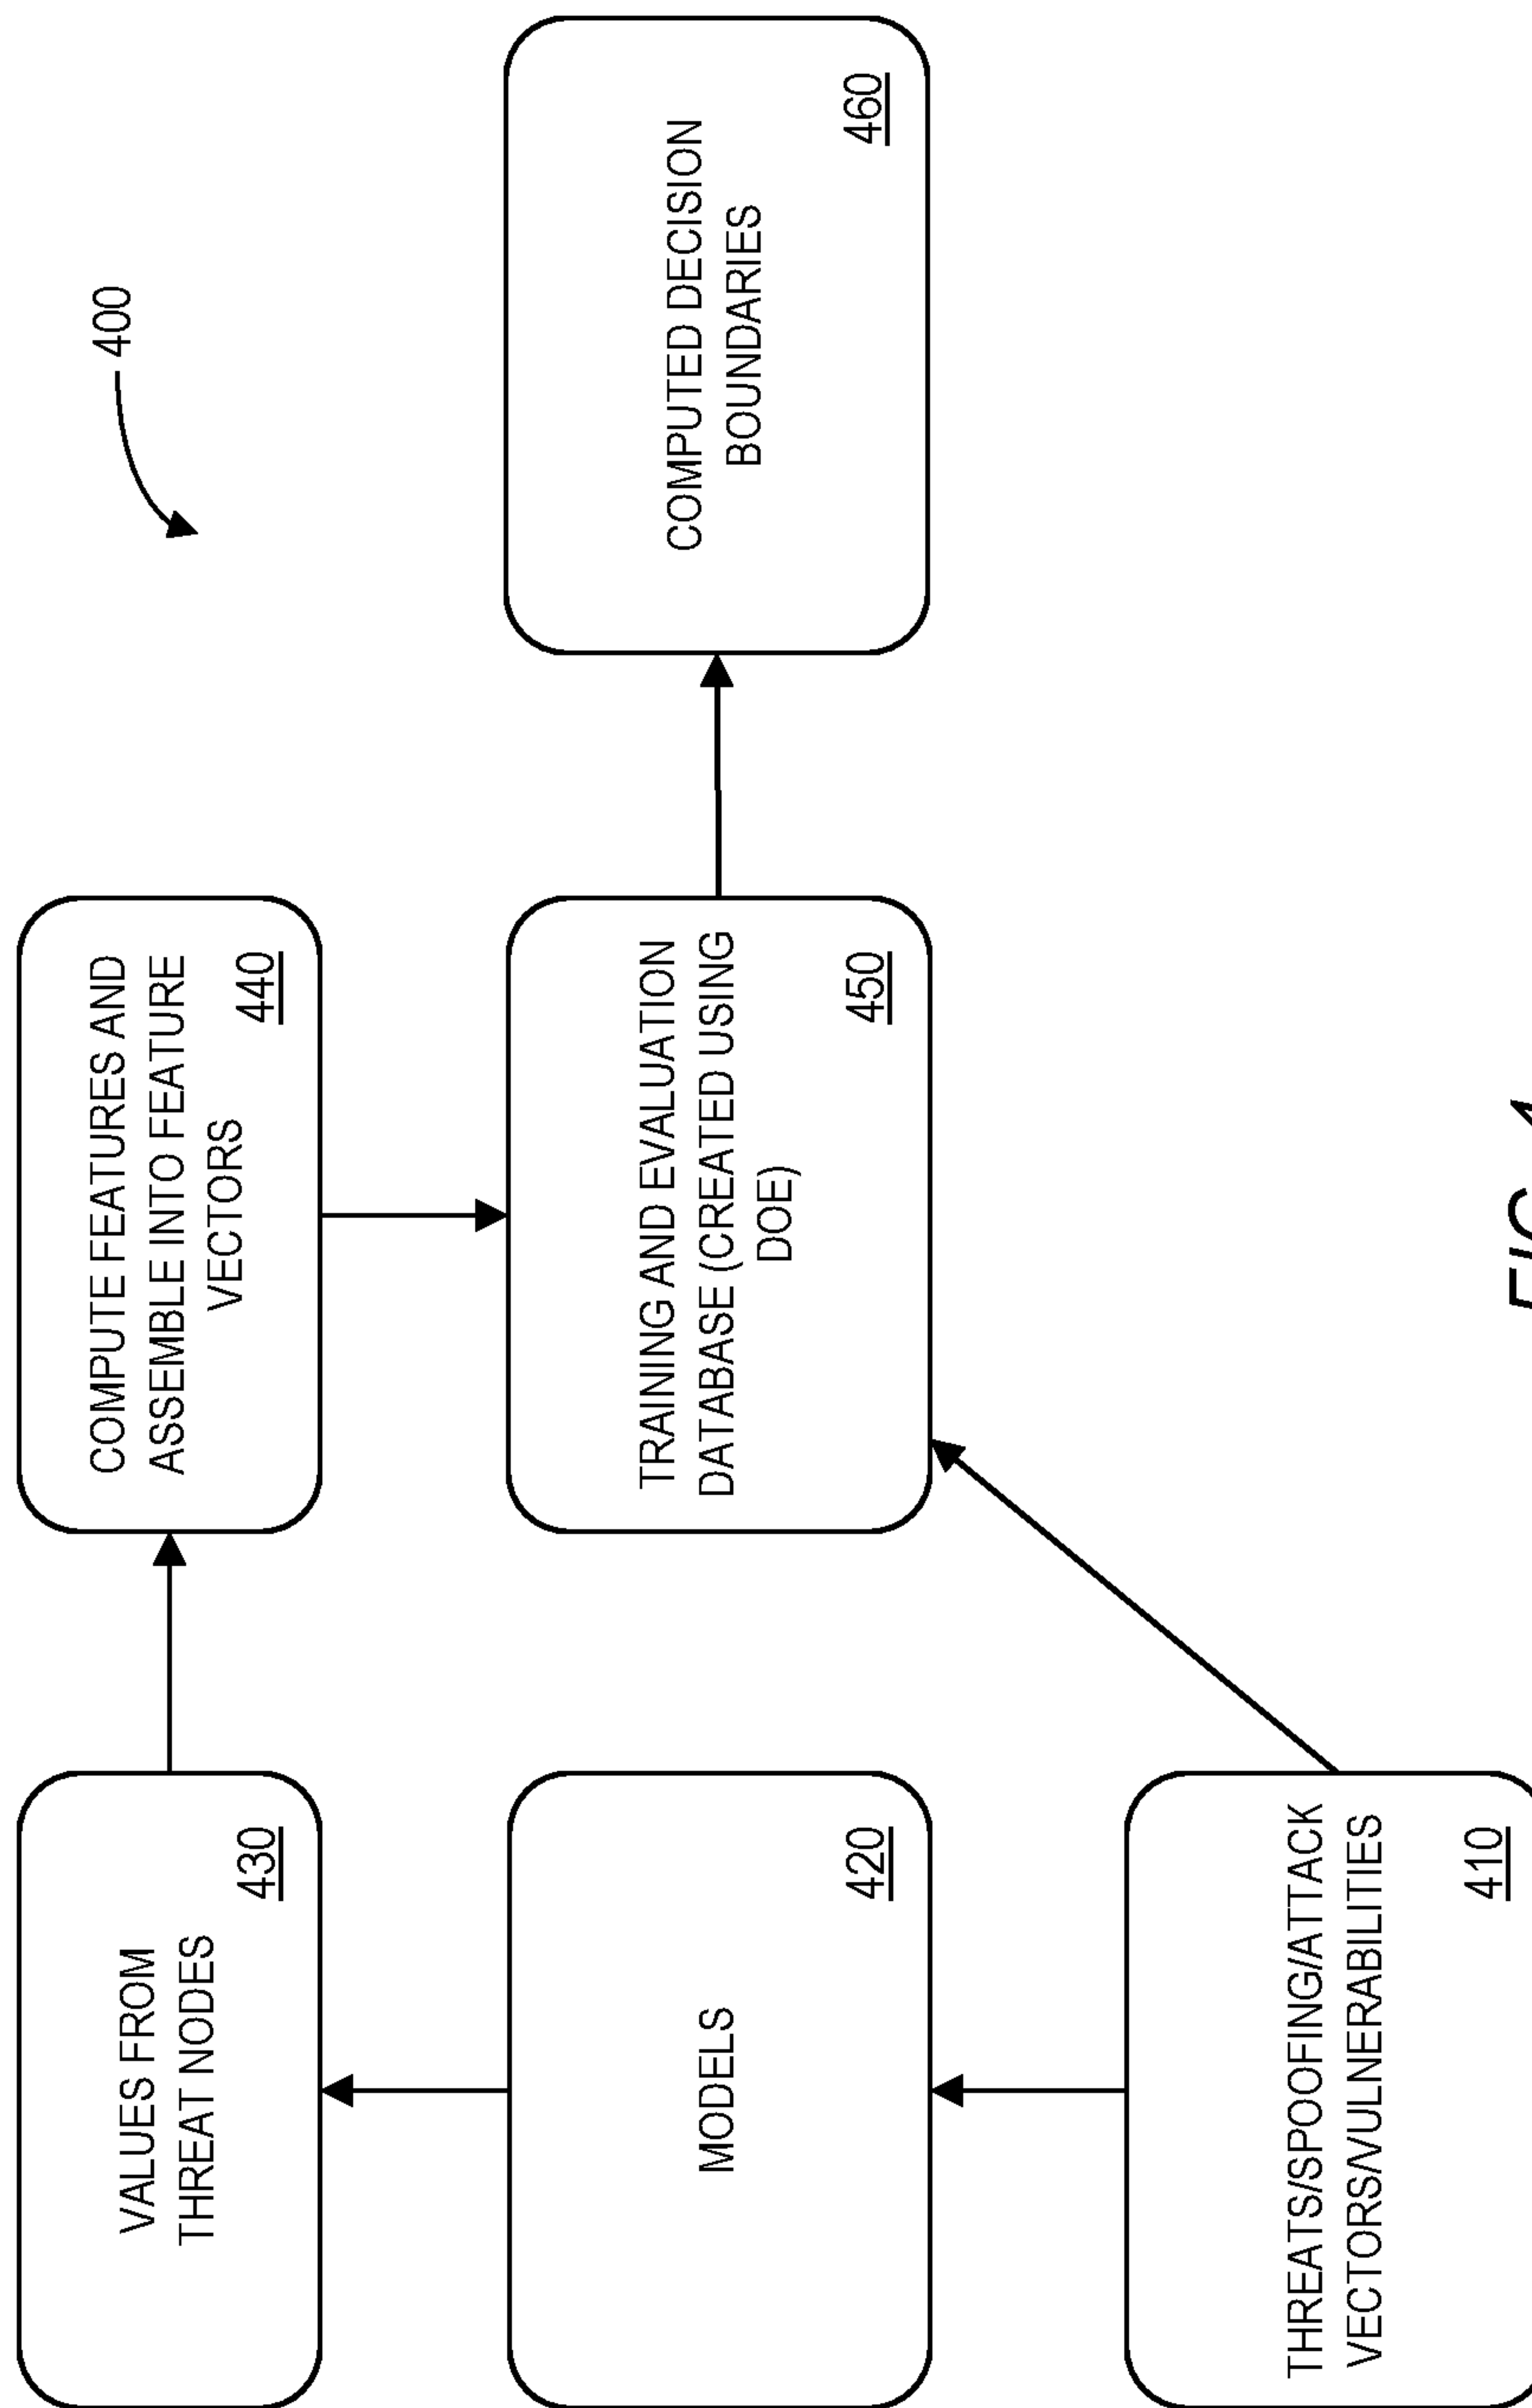 400
VALUES FROM
THREAT NODES
430
COMPUTE FEATURES AND
ASSEMBLE INTO FEATURE
VECTORS
440
MODELS
420
TRAINING AND EVALUATION
DATABASE (CREATED USING
DOE)
450
COMPUTED DECISION
BOUNDARIES
460
THREATS/SPOOFING/ATTACK
VECTORS/VULNERABILITIES
410